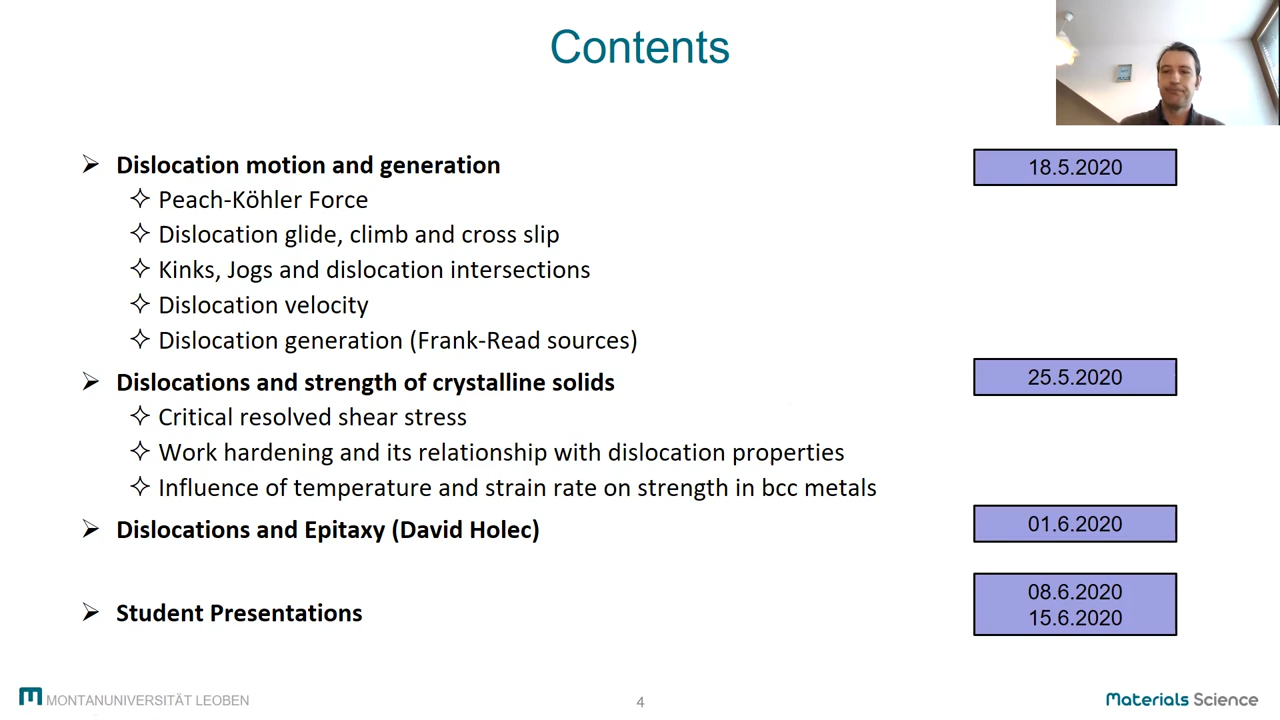 Contents
Dislocation motion and generation
18.5.2020
Peach-Köhler Force
Dislocation glide, climb and cross slip
Kinks, Jogs and dislocation intersections
Dislocation velocity
Dislocation generation (Frank-Read sources)
Dislocations and strength of crystalline solids
25.5.2020
Critical resolved shear stress
Work hardening and its relationship with dislocation properties
Influence of temperature and strain rate on strength in bcc metals
Dislocations and Epitaxy (David Holec)
01.6.2020
Student Presentations
08.6.2020
15.6.2020
MONTANUNIVERSITÄT LEOBEN
4
Materials Science